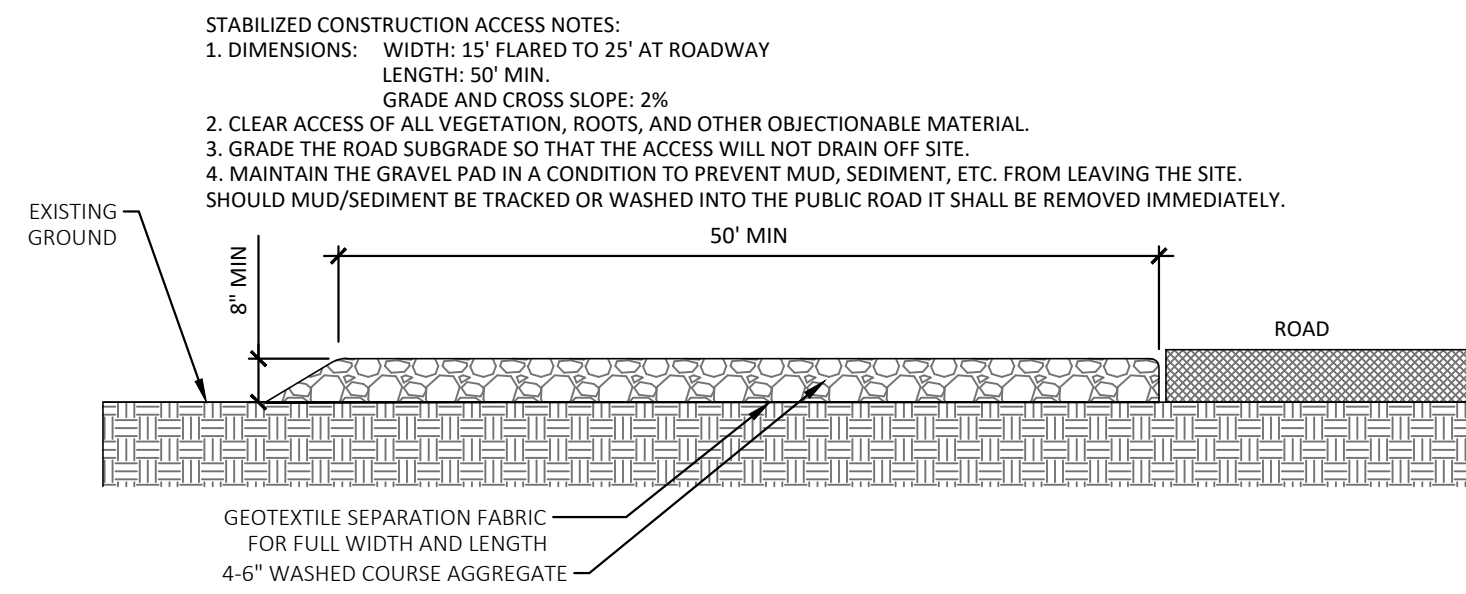 STABILIZED CONSTRUCTION ACCESS NOTES:
1. DIMENSIONS: WIDTH: 15' FLARED TO 25' AT ROADWAY
LENGTH: 50' MIN.
GRADE AND CROSS SLOPE: 2%
2. CLEAR ACCESS OF ALL VEGETATION, ROOTS, AND OTHER OBJECTIONABLE MATERIAL.
3. GRADE THE ROAD SUBGRADE SO THAT THE ACCESS WILL NOT DRAIN OFF SITE.
4. MAINTAIN THE GRAVEL PAD IN A CONDITION TO PREVENT MUD, SEDIMENT, ETC. FROM LEAVING THE SITE.
SHOULD MUD/SEDIMENT BE TRACKED OR WASHED INTO THE PUBLIC ROAD IT SHALL BE REMOVED IMMEDIATELY.
EXISTING
GROUND
8" MIN
50' MIN
ROAD
GEOTEXTILE SEPARATION FABRIC
FOR FULL WIDTH AND LENGTH
4-6" WASHED COURSE AGGREGATE